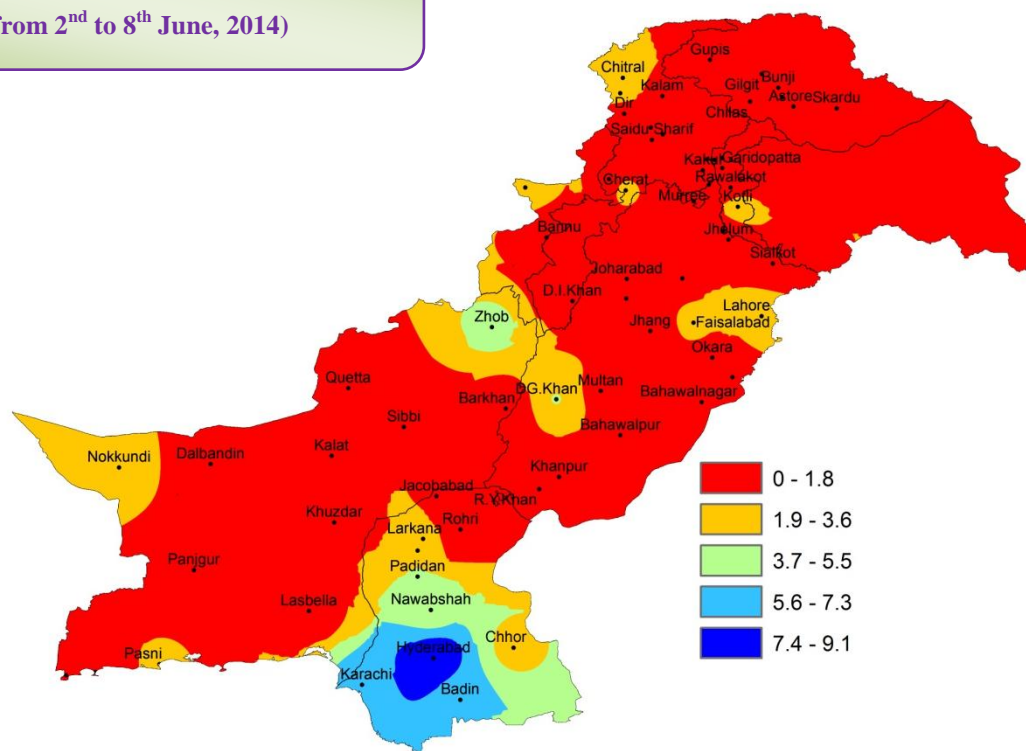 from 2nd to 8th June, 2014)
Gupis
Chitral
Gilgit
Bunji
Kalam
Astore
Skardu
Dir
Chilas
Saidu Sharif
Kakul
Garidopatta
Cherat
Rawalakot
Murree
Kotli
Bannu
Jhelum
Sialkot
Joharabad
D.I.Khan
Lahore
Zhob
Jhang
Faisalabad
Okara
Quetta
DG.Khan
Multan
Barkhan
Bahawalnagar
Sibbi
Bahawalpur
Kalat
Nokkundi
Dalbandin
Khanpur
0 - 1.8
Jacobabad
R.Y.Khan
Khuzdar
Rohri
1.9 - 3.6
Larkana
Panjgur
Padidan
3.7 - 5.5
Lasbella
Nawabshah
5.6 - 7.3
Chhor
Hyderabad
7.4 - 9.1
Pasni
Karachi
Badin